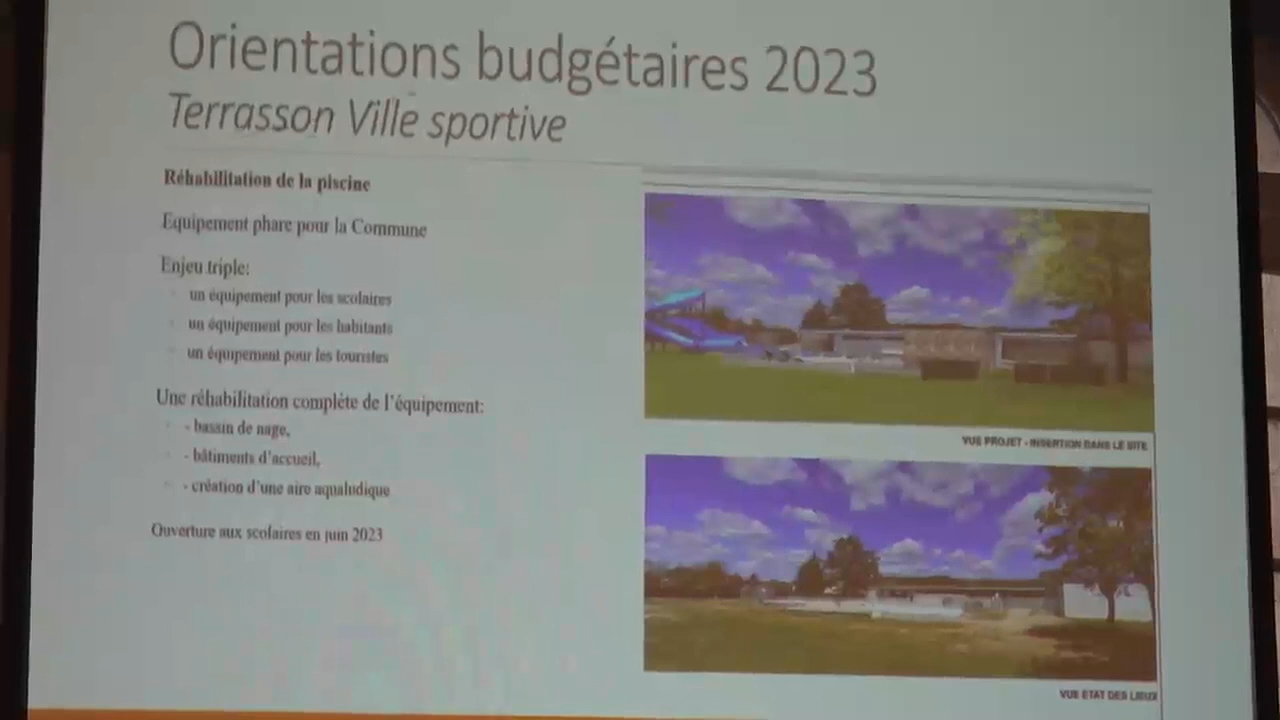 Orientations budgétaires 2023
Terrasson Ville sportive
Réhabilitation de la piscine
Equipement phare pour la Commune
Enjeu triple:
un équipement pour les scolaires
un équipement pour les habitants
un équipement pour les touristes
Une réhabilitation complète de l'équipement:
- bassin de nage,
- bâtiments d'accueil,
- création d'une aire aqualudique
Ouverture aux scolaires en juin 2023
VUE PROJET - INSERTION DANS LE SITE
VUE ETAT DES LIEUX